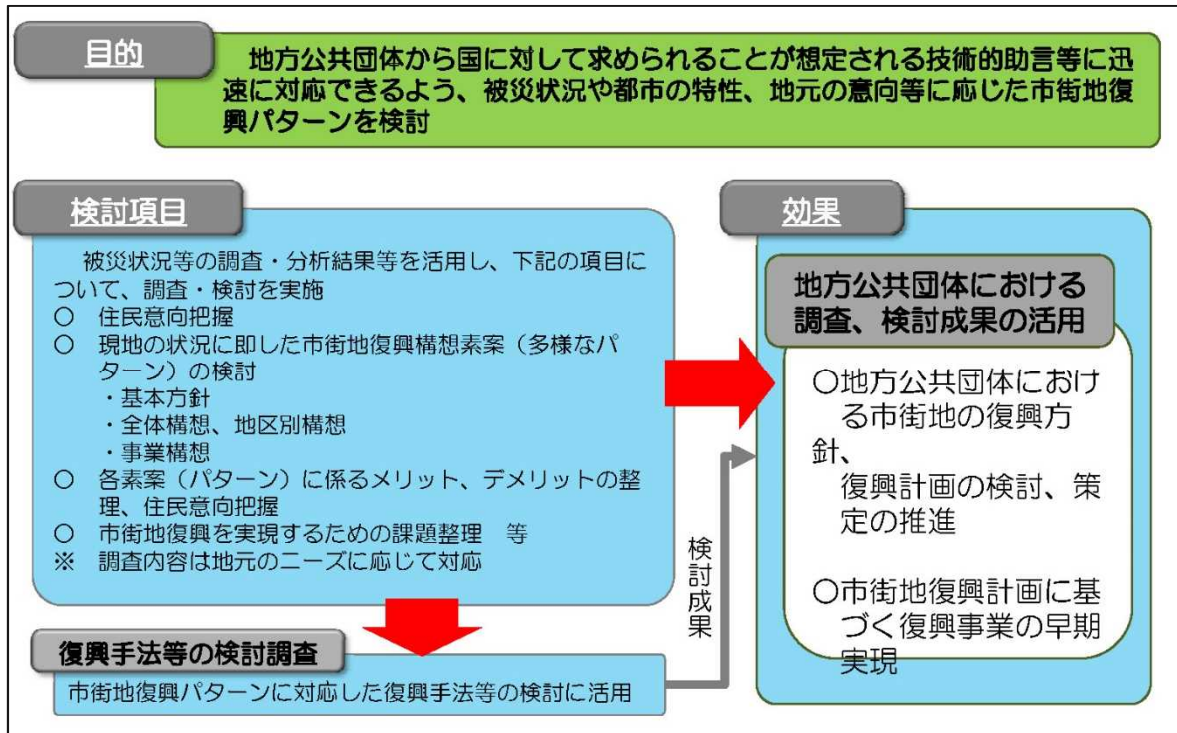 目的
地方公共団体から国に対して求められることが想定される技術的助言等に迅
速に対応できるよう、被災状況や都市の特性、地元の意向等に応じた市街地復
興パターンを検討
検討項目
被災状況等の調査・分析結果等を活用し、下記の項目に
ついて、調査・検討を実施
○ 住民意向把握
○ 現地の状況に即した市街地復興構想素案（多様なパ
ターン）の検討
・基本方針
・全体構想、地区別構想
・事業構想
○ 各素案（パターン）に係るメリット、デメリットの整
理、住民意向把握
○ 市街地復興を実現するための課題整理 等
※ 調査内容は地元のニーズに応じて対応
復興手法等の検討調査
市街地復興パターンに対応した復興手法等の検討に活用
検討成果
効果
地方公共団体における
調査、検討成果の活用
○地方公共団体におけ
る市街地の復興方
針、
復興計画の検討、策
定の推進
○市街地復興計画に基
づく復興事業の早期
実現